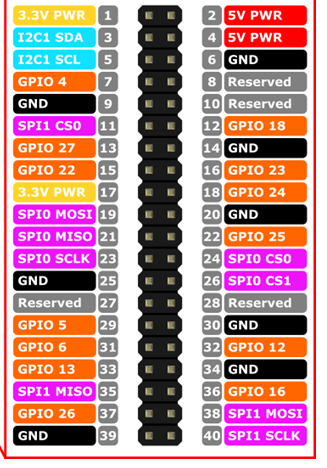 3.3V PWR 1 2 5V PWR
I2C1 SDA 3 4 5V PWR
I2C1 SCL 5 6 GND
GPIO 4 7 8 Reserved
GND 9 10 Reserved
SPI1 CS0 11 12 GPIO 18
GPIO 27 13 14 GND
GPIO 22 15 16 GPIO 23
3.3V PWR 17 18 GPIO 24
SPI0 MOSI 19 20 GND
SPI0 MISO 21 22 GPIO 25
SPI0 SCLK 23 24 SPI0 CS0
GND 25 26 SPI0 CS1
Reserved 27 28 Reserved
GPIO 5 29 30 GND
GPIO 6 31 32 GPIO 12
GPIO 13 33 34 GND
SPI1 MISO 35 36 GPIO 16
GPIO 26 37 38 SPI1 MOSI
GND 39 40 SPI1 SCLK